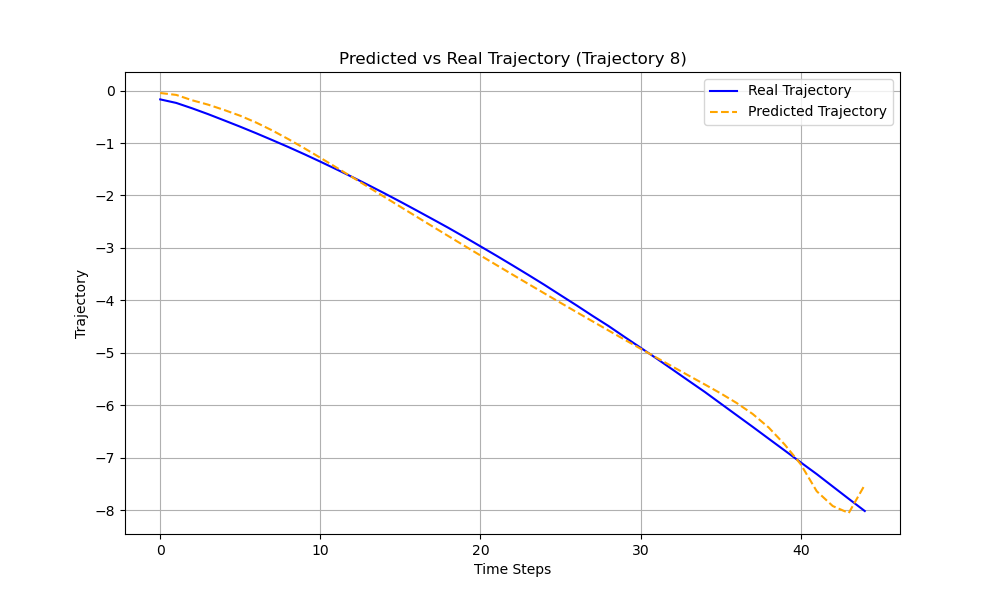 Predicted vs Real Trajectory (Trajectory 8)
Real Trajectory
Predicted Trajectory
0
−1
−2
−3
−4
−5
−6
−7
−8
Trajectory
0 10 20 30 40
Time Steps